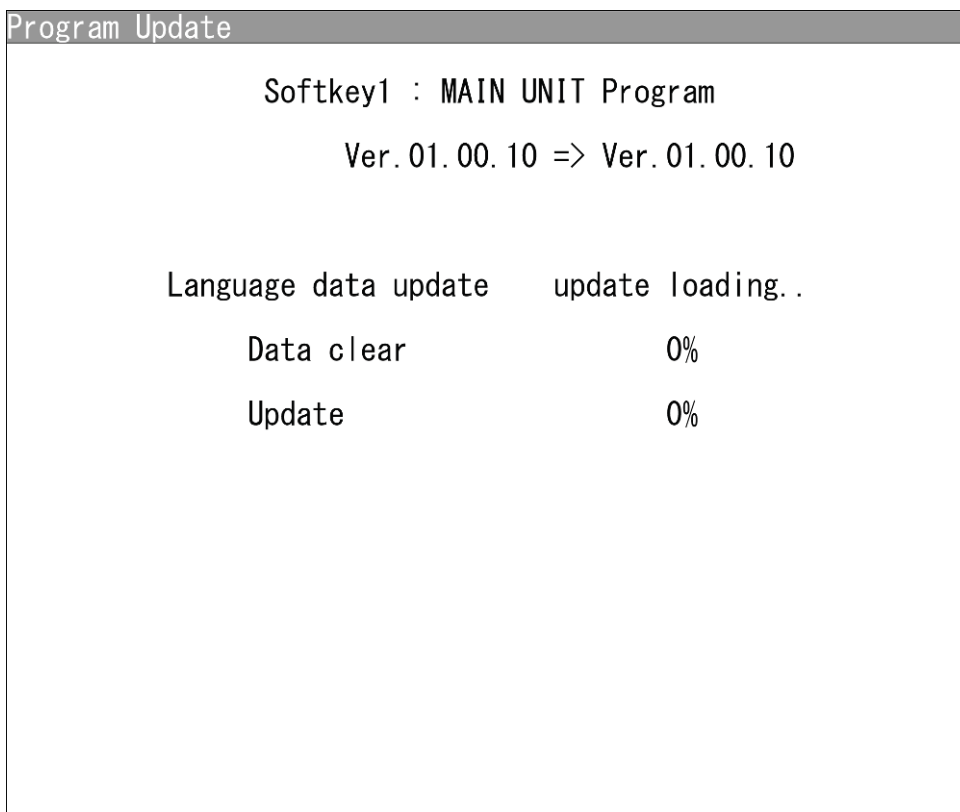 Program Update
Softkey1 : MAIN UNIT Program
Ver.01.00.10 => Ver.01.00.10
Language data update update loading..
Data clear 0%
Update 0%